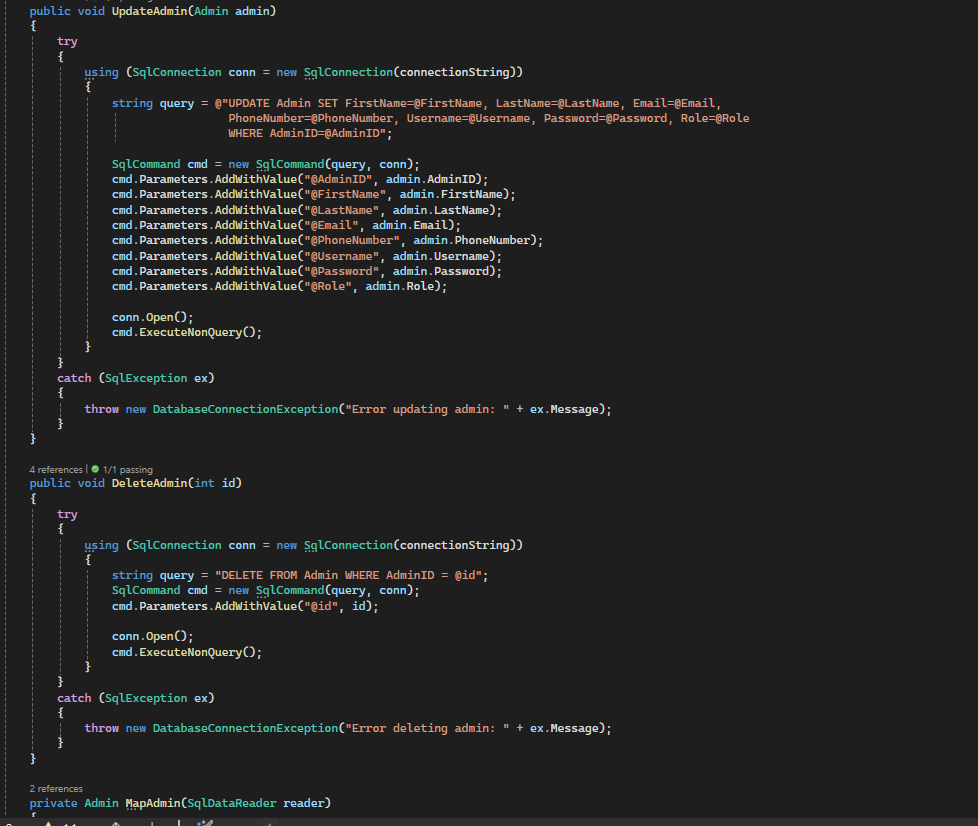 public void UpdateAdmin(Admin admin)
{
try
{
using (SqlConnection conn = new SqlConnection(connectionString))
{
string query = @"UPDATE Admin SET FirstName=@FirstName, LastName=@LastName, Email=@Email,
PhoneNumber=@PhoneNumber, Username=@Username, Password=@Password, Role=@Role
WHERE AdminID=@AdminID";
SqlCommand cmd = new SqlCommand(query, conn);
cmd.Parameters.AddWithValue("@AdminID", admin.AdminID);
cmd.Parameters.AddWithValue("@FirstName", admin.FirstName);
cmd.Parameters.AddWithValue("@LastName", admin.LastName);
cmd.Parameters.AddWithValue("@Email", admin.Email);
cmd.Parameters.AddWithValue("@PhoneNumber", admin.PhoneNumber);
cmd.Parameters.AddWithValue("@Username", admin.Username);
cmd.Parameters.AddWithValue("@Password", admin.Password);
cmd.Parameters.AddWithValue("@Role", admin.Role);
conn.Open();
cmd.ExecuteNonQuery();
}
}
catch (SqlException ex)
{
throw new DatabaseConnectionException("Error updating admin: " + ex.Message);
}
}
4 references | 1/1 passing
public void DeleteAdmin(int id)
{
try
{
using (SqlConnection conn = new SqlConnection(connectionString))
{
string query = "DELETE FROM Admin WHERE AdminID = @id";
SqlCommand cmd = new SqlCommand(query, conn);
cmd.Parameters.AddWithValue("@id", id);
conn.Open();
cmd.ExecuteNonQuery();
}
}
catch (SqlException ex)
{
throw new DatabaseConnectionException("Error deleting admin: " + ex.Message);
}
}
2 references
private Admin MapAdmin(SqlDataReader reader)
{